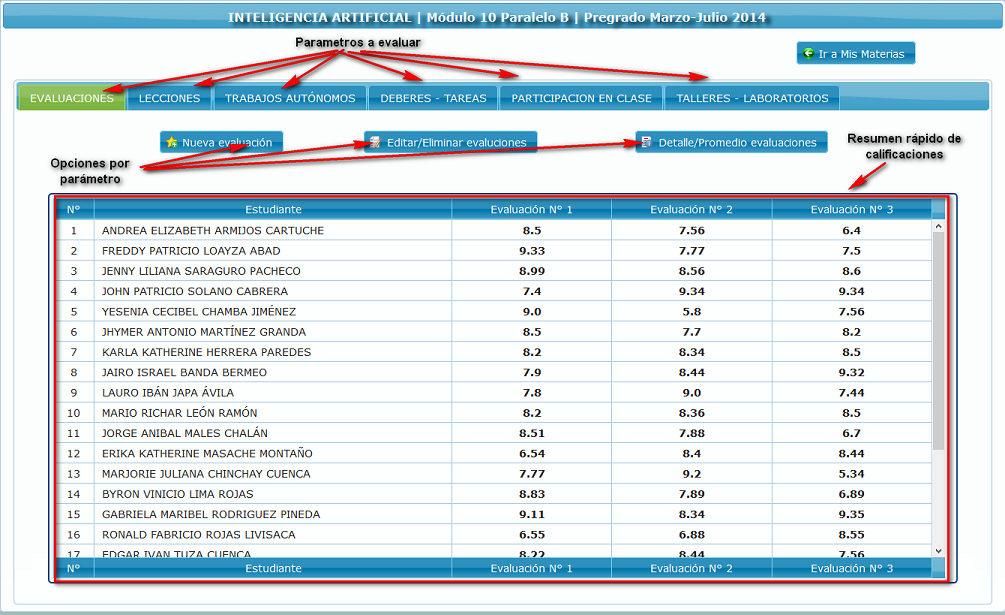 INTELIGENCIA ARTIFICIAL | Módulo 10 Paralelo B | Pregrado Marzo-Julio 2014
Parametros a evaluar
Ir a Mis Materias
EVALUACIONES LECCIONES TRABAJOS AUTÓNOMOS DEBERES - TAREAS PARTICIPACION EN CLASE TALLERES - LABORATORIOS
Nueva evaluación Editar/Eliminar evaluciones Detalle/Promedio evaluaciones
Resumen rápido de
calificaciones
Opciones por
parámetro
Nº Estudiante Evaluación Nº 1 Evaluación Nº 2 Evaluación Nº 3
1 ANDREA ELIZABETH ARMIJOS CARTUCHE 8.5 7.56 6.4
2 FREDDY PATRICIO LOAYZA ABAD 9.33 7.77 7.5
3 JENNY LILIANA SARAGURO PACHECO 8.99 8.56 8.6
4 JOHN PATRICIO SOLANO CABRERA 7.4 9.34 9.34
5 YESENIA CECIBEL CHAMBA JIMÉNEZ 9.0 5.8 7.56
6 JHYMER ANTONIO MARTÍNEZ GRANDA 8.5 7.7 8.2
7 KARLA KATHERINE HERRERA PAREDES 8.2 8.34 8.5
8 JAIRO ISRAEL BANDA BERMEO 7.9 8.44 9.32
9 LAURO IBÁN JAPA ÁVILA 7.8 9.0 7.44
10 MARIO RICHAR LEÓN RAMÓN 8.2 8.36 8.5
11 JORGE ANIBAL MALES CHALÁN 8.51 7.88 6.7
12 ERIKA KATHERINE MASACHE MONTAÑO 6.54 8.4 8.44
13 MARJORIE JULIANA CHINCHAY CUENCA 7.77 9.2 5.34
14 BYRON VINICIO LIMA ROJAS 8.83 7.89 6.89
15 GABRIELA MARIBEL RODRIGUEZ PINEDA 9.11 8.34 9.35
16 RONALD FABRICIO ROJAS LIVISACA 6.55 6.88 8.55
17 EDGAR IVAN TUZA CUENCA 8.22 8.44 7.56
Nº Estudiante Evaluación Nº 1 Evaluación Nº 2 Evaluación Nº 3